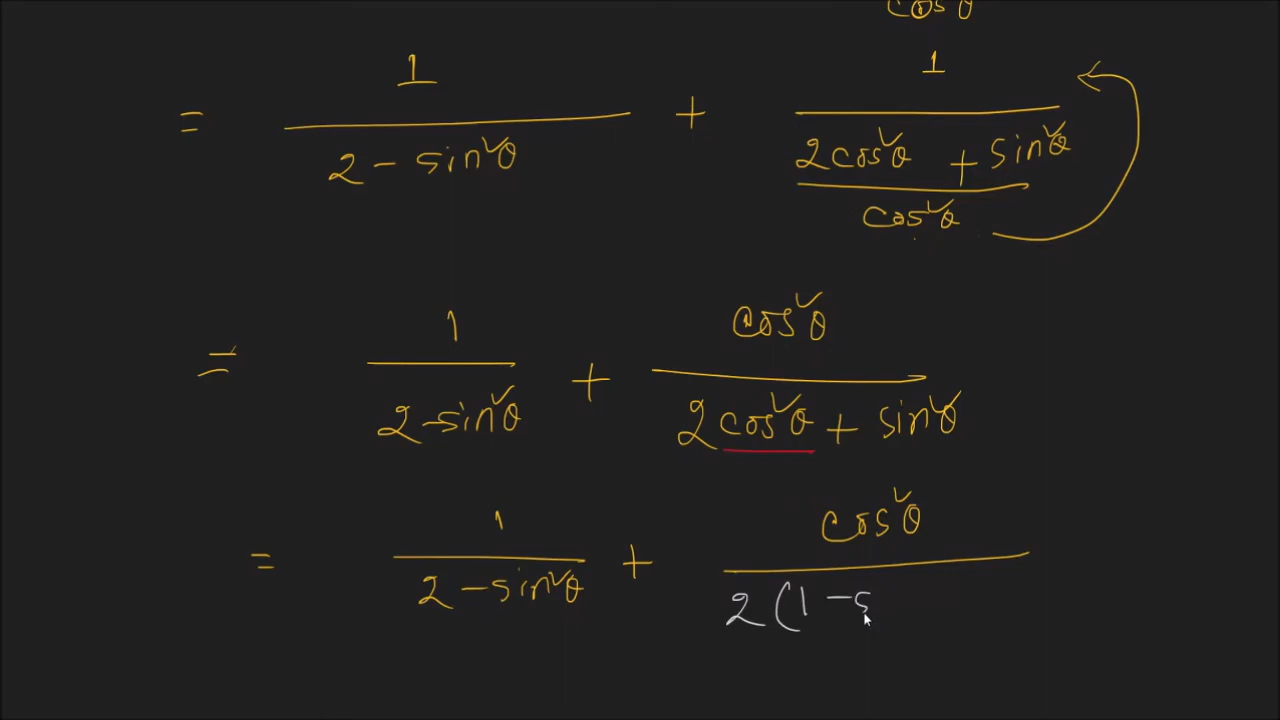 cos θ
= 1/(2 - sin²θ) + 1/((2cos²θ + sin²θ)/cos²θ)
= 1/(2 - sin²θ) + cos²θ/(2cos²θ + sin²θ)
= 1/(2 - sin²θ) + cos²θ/(2(1 - s